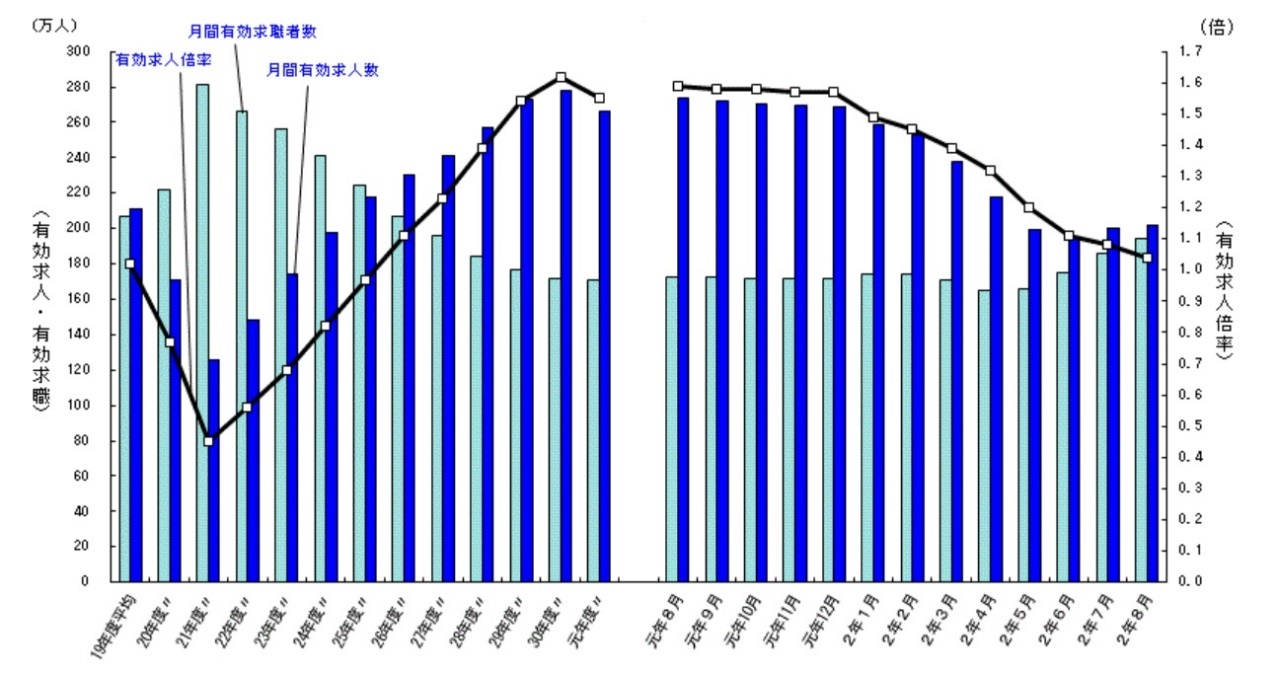 (万人)
(倍)
月間有効求職者数
有効求人倍率
月間有効求人数
300
280
260
240
220
200
180
160
140
120
100
80
60
40
20
0
(有効求人・有効求職)
1.7
1.6
1.5
1.4
1.3
1.2
1.1
1.0
0.9
0.8
0.7
0.6
0.5
0.4
0.3
0.2
0.1
0.0
(有効求人倍率)
19年度平均
20年度〃
21年度〃
22年度〃
23年度〃
24年度〃
25年度〃
26年度〃
27年度〃
28年度〃
29年度〃
30年度〃
元年度〃
元年8月
元年9月
元年10月
元年11月
元年12月
2年1月
2年2月
2年3月
2年4月
2年5月
2年6月
2年7月
2年8月